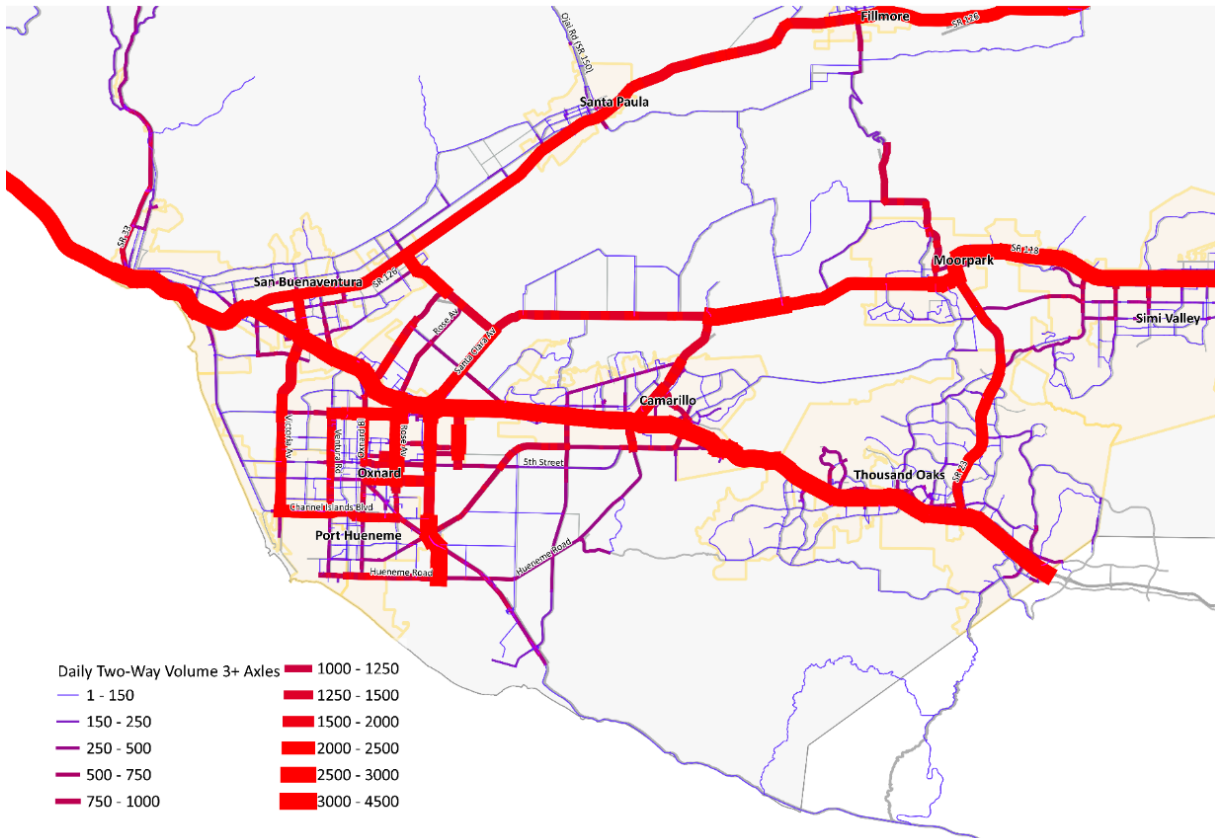 Fillmore
SR 126
Ojai Rd (SR 150)
Santa Paula
SR 33
SR 118
Moorpark
San Buenaventura
SR 126
Rose Av
Santa Clara Av
Simi Valley
Camarillo
Victoria Av
Ventura Rd
Rose Av
5th Street
Oxnard
Thousand Oaks
SR 23
Channel Islands Blvd
Port Hueneme
Hueneme Road
Hueneme Road
Daily Two-Way Volume 3+ Axles
1 - 150
150 - 250
250 - 500
500 - 750
750 - 1000
1000 - 1250
1250 - 1500
1500 - 2000
2000 - 2500
2500 - 3000
3000 - 4500